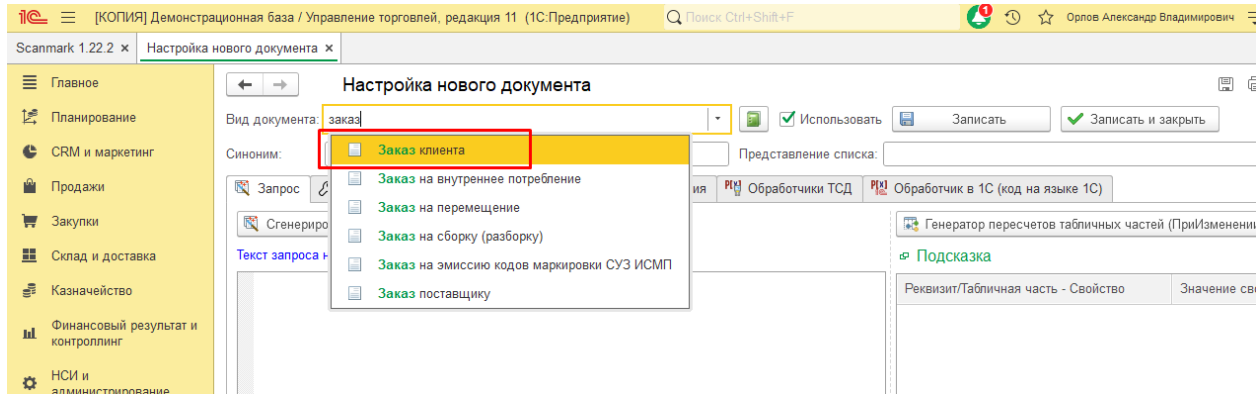 1С [КОПИЯ] Демонстрационная база / Управление торговлей, редакция 11 (1С:Предприятие) Поиск Ctrl+Shift+F Орлов Александр Владимирович
Scanmark 1.22.2 × Настройка нового документа ×
Главное
Планирование
CRM и маркетинг
Продажи
Закупки
Склад и доставка
Казначейство
Финансовый результат и
контроллинг
НСИ и
администрирование
Настройка нового документа
Вид документа: заказ Использовать Записать Записать и закрыть
Синоним: Представление списка:
Заказ клиента
Заказ на внутреннее потребление
Заказ на перемещение
Заказ на сборку (разборку)
Заказ на эмиссию кодов маркировки СУЗ ИСМП
Заказ поставщику
Запрос ия Обработчики ТСД Обработчик в 1С (код на языке 1С)
Сгенериро Генератор пересчетов табличных частей (ПриИзменении
Текст запроса н Подсказка
Реквизит/Табличная часть - Свойство Значение сво